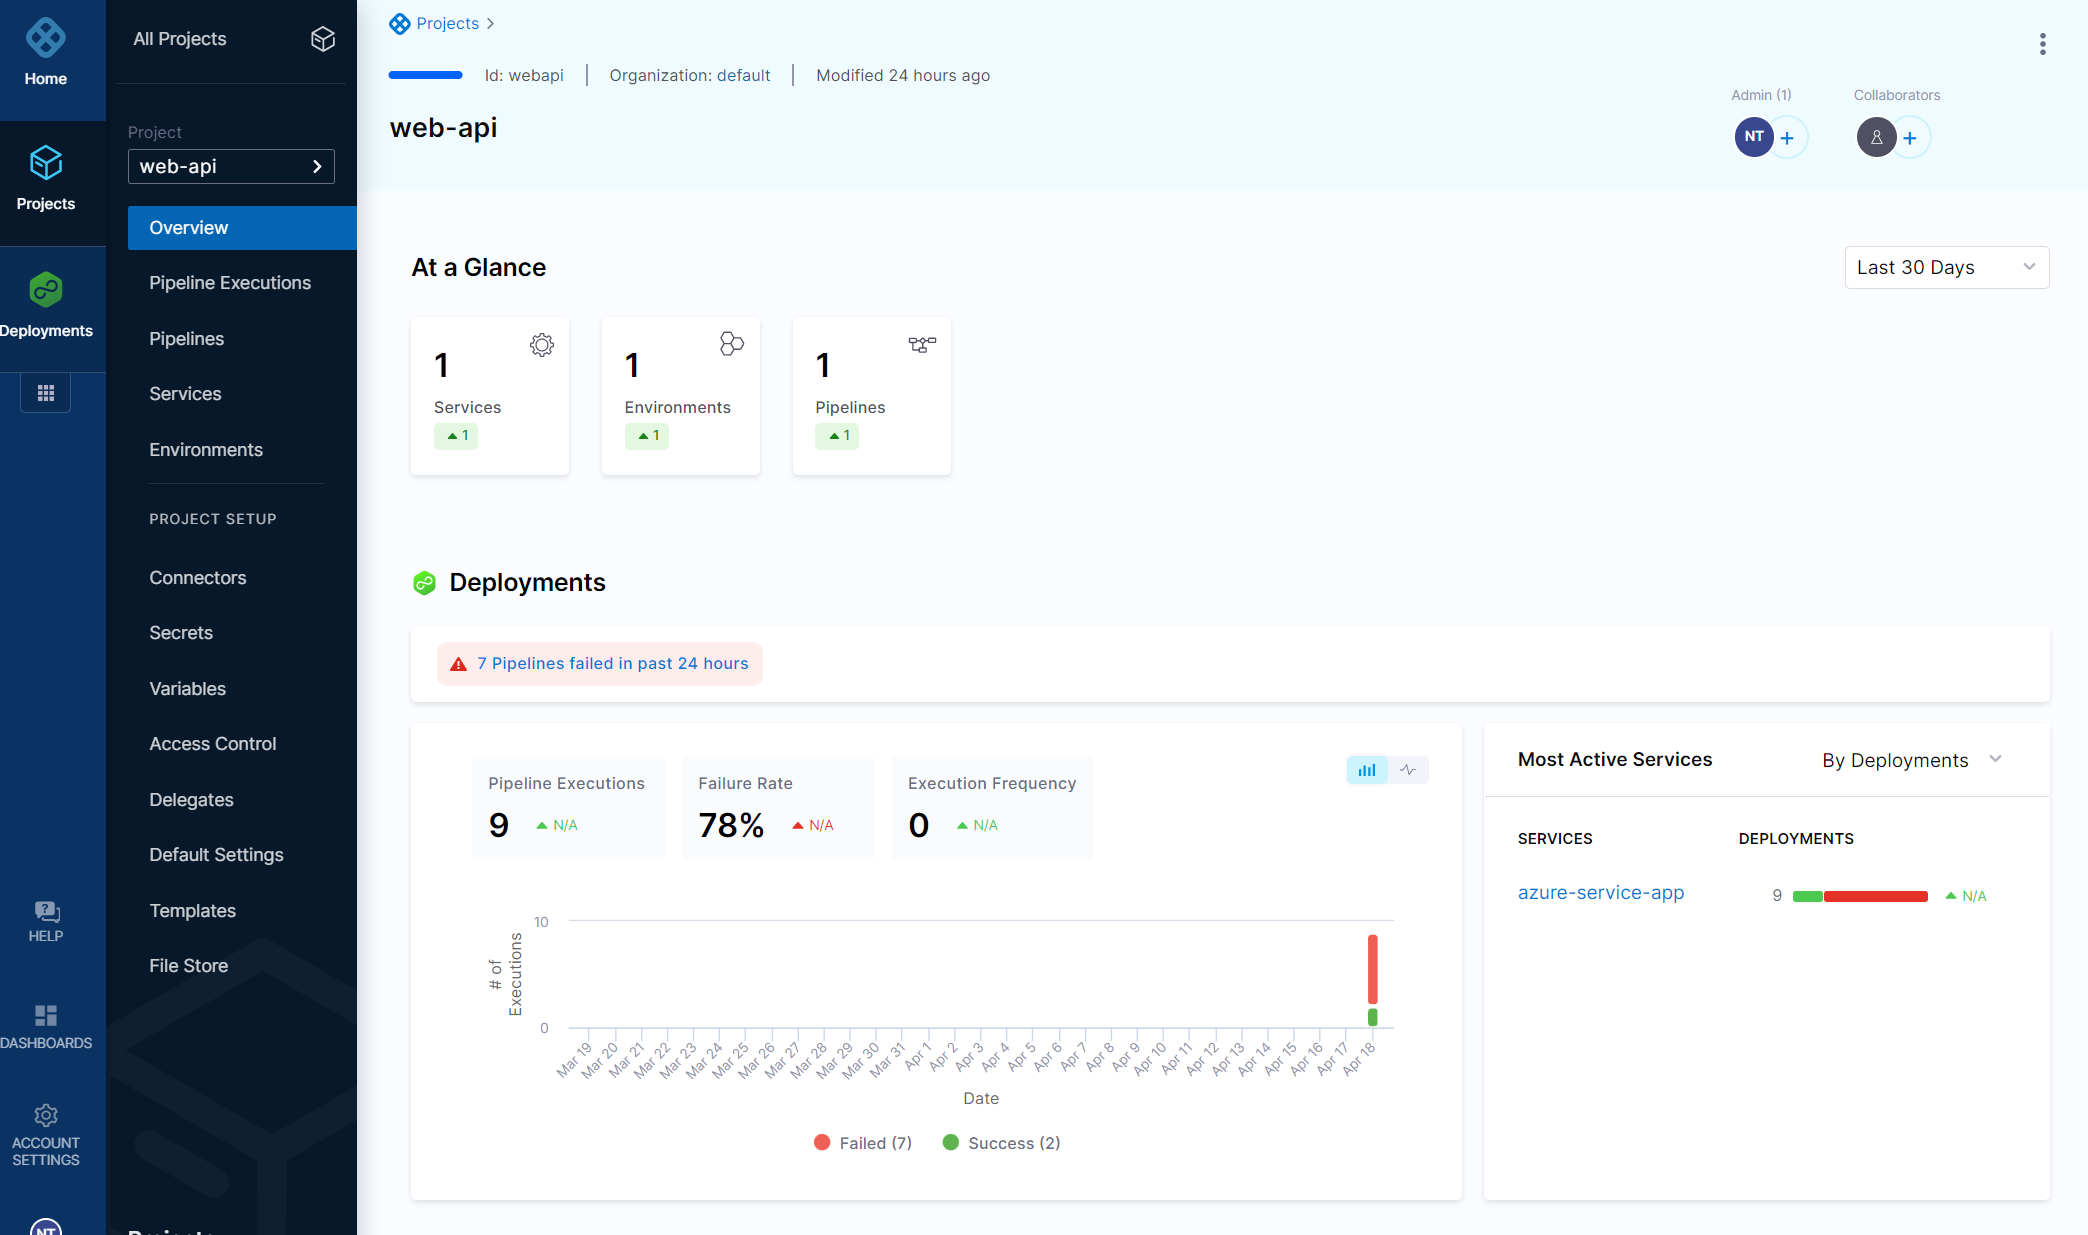 Home
Projects
Deployments
HELP
DASHBOARDS
ACCOUNT
SETTINGS
NT
All Projects
Project
web-api
Overview
Pipeline Executions
Pipelines
Services
Environments
PROJECT SETUP
Connectors
Secrets
Variables
Access Control
Delegates
Default Settings
Templates
File Store
Projects
Id: webapi
Organization: default
Modified 24 hours ago
web-api
Admin (1)
NT
+
Collaborators
+
At a Glance
Last 30 Days
1
Services
1
1
Environments
1
1
Pipelines
1
Deployments
7 Pipelines failed in past 24 hours
Pipeline Executions
9 N/A
Failure Rate
78% N/A
Execution Frequency
0 N/A
# of
Executions
10
0
Mar 19
Mar 20
Mar 21
Mar 22
Mar 23
Mar 24
Mar 25
Mar 26
Mar 27
Mar 28
Mar 29
Mar 30
Mar 31
Apr 1
Apr 2
Apr 3
Apr 4
Apr 5
Apr 6
Apr 7
Apr 8
Apr 9
Apr 10
Apr 11
Apr 12
Apr 13
Apr 14
Apr 15
Apr 16
Apr 17
Apr 18
Date
Failed (7)
Success (2)
Most Active Services
By Deployments
SERVICES DEPLOYMENTS
azure-service-app 9 N/A